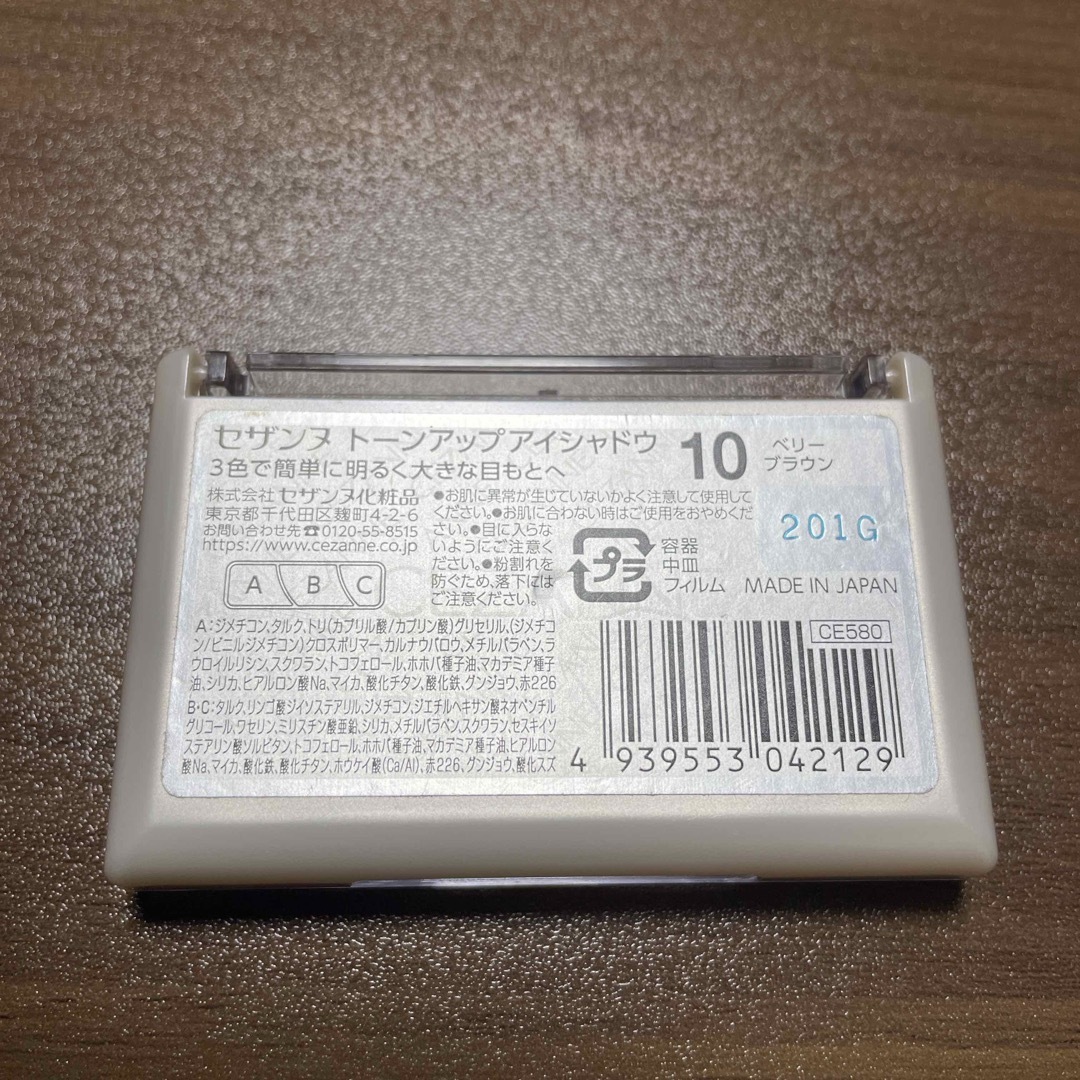 セザンヌ トーンアップアイシャドウ 10 ベリー
ブラウン
3色で簡単に明るく大きな目もとへ
株式会社 セザンヌ化粧品
東京都千代田区麹町4-2-6
お問い合わせ先☎0120-55-8515
https://www.cezanne.co.jp
●お肌に異常が生じていないかよく注意して使用して
ください。●お肌に合わない時はご使用をおやめくだ
さい。●目に入らな
いようにご注意くだ
ださい。●粉割れを
防ぐため、落下には
ご注意ください。
プラ
容器
中皿
フィルム
201G
MADE IN JAPAN
A B C
A:ジメチコン、タルク、トリ(カプリル酸/カプリン酸)グリセリル、(ジメチコ
ン/ビニルジメチコン)クロスポリマー、カルナウバロウ、メチルパラベン、ラ
ウロイルリシン、スクワラン、トコフェロール、ホホバ種子油、マカデミア種子
油、シリカ、ヒアルロン酸Na、マイカ、酸化チタン、酸化鉄、グンジョウ、赤226
B・C:タルク、リンゴ酸ジイソステアリル、ジメチコン、ジエチルヘキサン酸ネオペンチル
グリコール、ワセリン、ミリスチン酸亜鉛、シリカ、メチルパラベン、スクワラン、セスキイソ
ステアリン酸ソルビタン、トコフェロール、ホホバ種子油、マカデミア種子油、ヒアルロン
酸Na、マイカ、酸化鉄、酸化チタン、ホウケイ酸(Ca/Al)、赤226、グンジョウ、酸化スズ
CE580
4 939553 042129